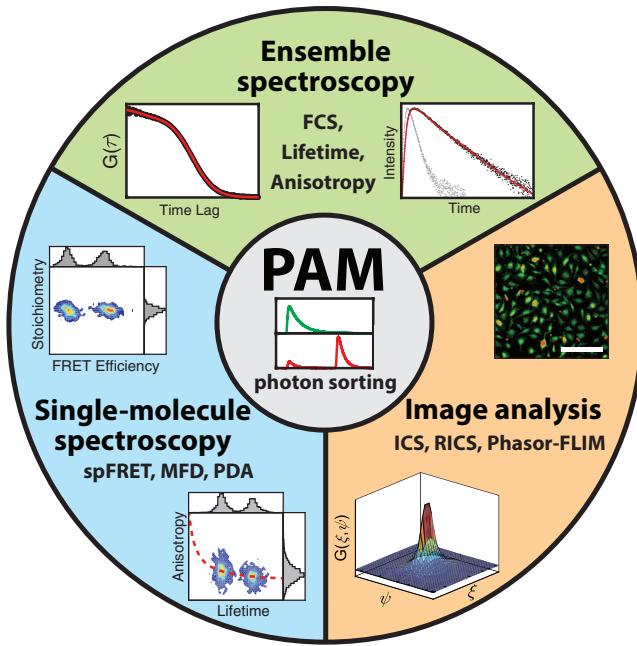 Ensemble
spectroscopy
FCS,
Lifetime,
Anisotropy
G(τ)
Time Lag
Intensity
Time
PAM
photon sorting
Stoichiometry
FRET Efficiency
Single-molecule
spectroscopy
spFRET, MFD, PDA
Anisotropy
Lifetime
Image analysis
ICS, RICS, Phasor-FLIM
G(ξ,ψ)
ψ
ξ